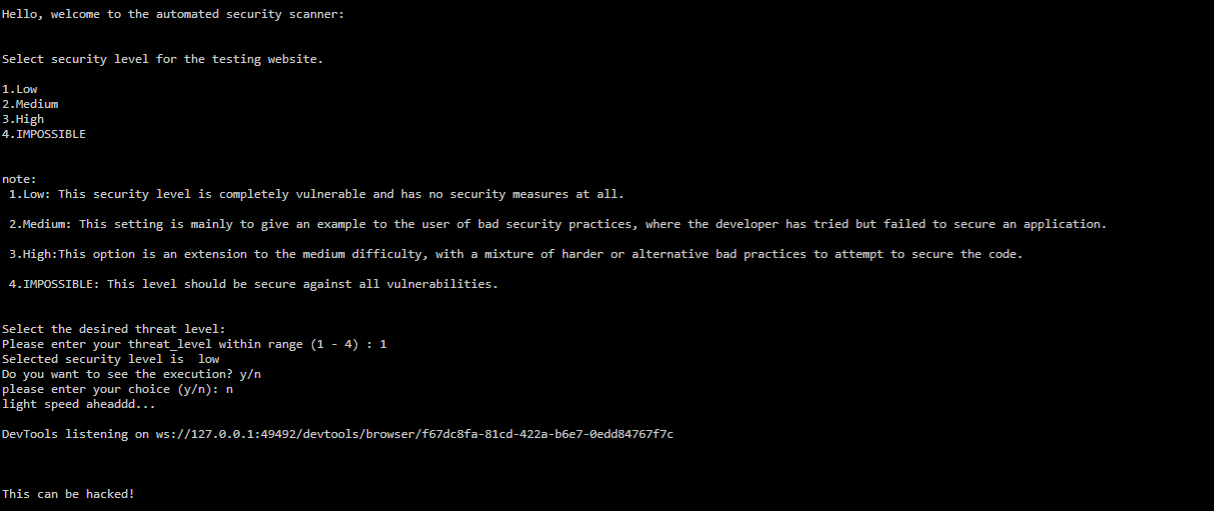 Hello, welcome to the automated security scanner:
Select security level for the testing website.
1.Low
2.Medium
3.High
4.IMPOSSIBLE
note:
1.Low: This security level is completely vulnerable and has no security measures at all.
2.Medium: This setting is mainly to give an example to the user of bad security practices, where the developer has tried but failed to secure an application.
3.High:This option is an extension to the medium difficulty, with a mixture of harder or alternative bad practices to attempt to secure the code.
4.IMPOSSIBLE: This level should be secure against all vulnerabilities.
Select the desired threat level:
Please enter your threat_level within range (1 - 4) : 1
Selected security level is  low
Do you want to see the execution? y/n
please enter your choice (y/n): n
light speed aheaddd...
DevTools listening on ws://127.0.0.1:49492/devtools/browser/f67dc8fa-81cd-422a-b6e7-0edd84767f7c
This can be hacked!